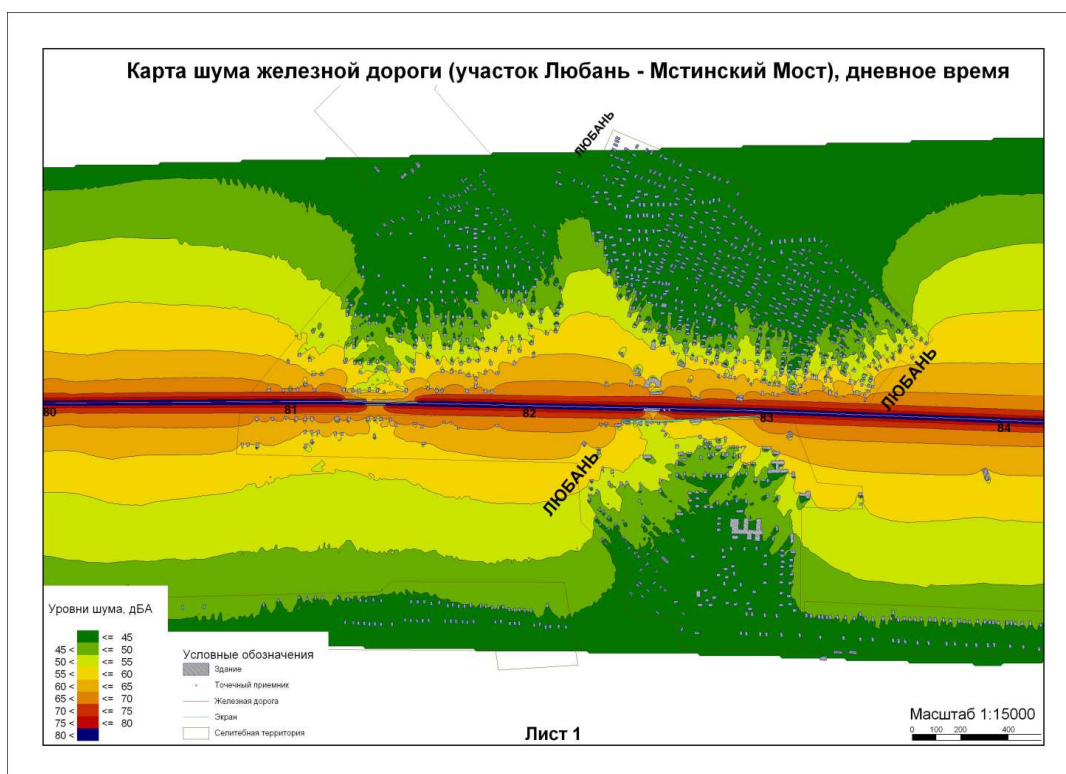 Карта шума железной дороги (участок Любань - Мстинский Мост), дневное время
ЛЮБАНЬ
ЛЮБАНЬ
80
81
82
83
84
ЛЮБАНЬ
Уровни шума, дБА
<= 45
45 < <= 50
50 < <= 55
55 < <= 60
60 < <= 65
65 < <= 70
70 < <= 75
75 < <= 80
80 <
Условные обозначения
Здание
Точечный приемник
Железная дорога
Экран
Селитебная территория
Лист 1
Масштаб 1:15000
0 100 200 400